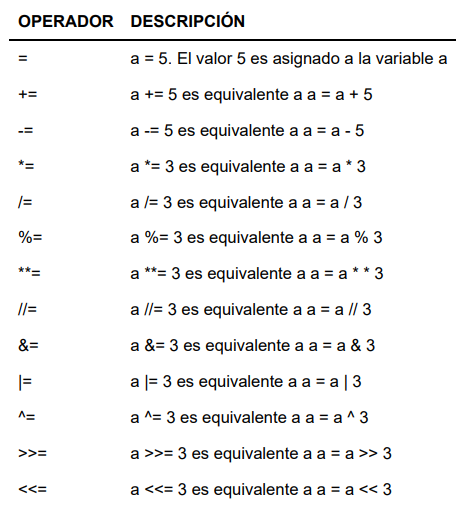 OPERADOR DESCRIPCIÓN
= a = 5. El valor 5 es asignado a la variable a
+= a += 5 es equivalente a a = a + 5
-= a -= 5 es equivalente a a = a - 5
*= a *= 3 es equivalente a a = a * 3
/= a /= 3 es equivalente a a = a / 3
%= a %= 3 es equivalente a a = a % 3
**= a **= 3 es equivalente a a = a * * 3
//= a //= 3 es equivalente a a = a // 3
&= a &= 3 es equivalente a a = a & 3
|= a |= 3 es equivalente a a = a | 3
^= a ^= 3 es equivalente a a = a ^ 3
>>= a >>= 3 es equivalente a a = a >> 3
<<= a <<= 3 es equivalente a a = a << 3